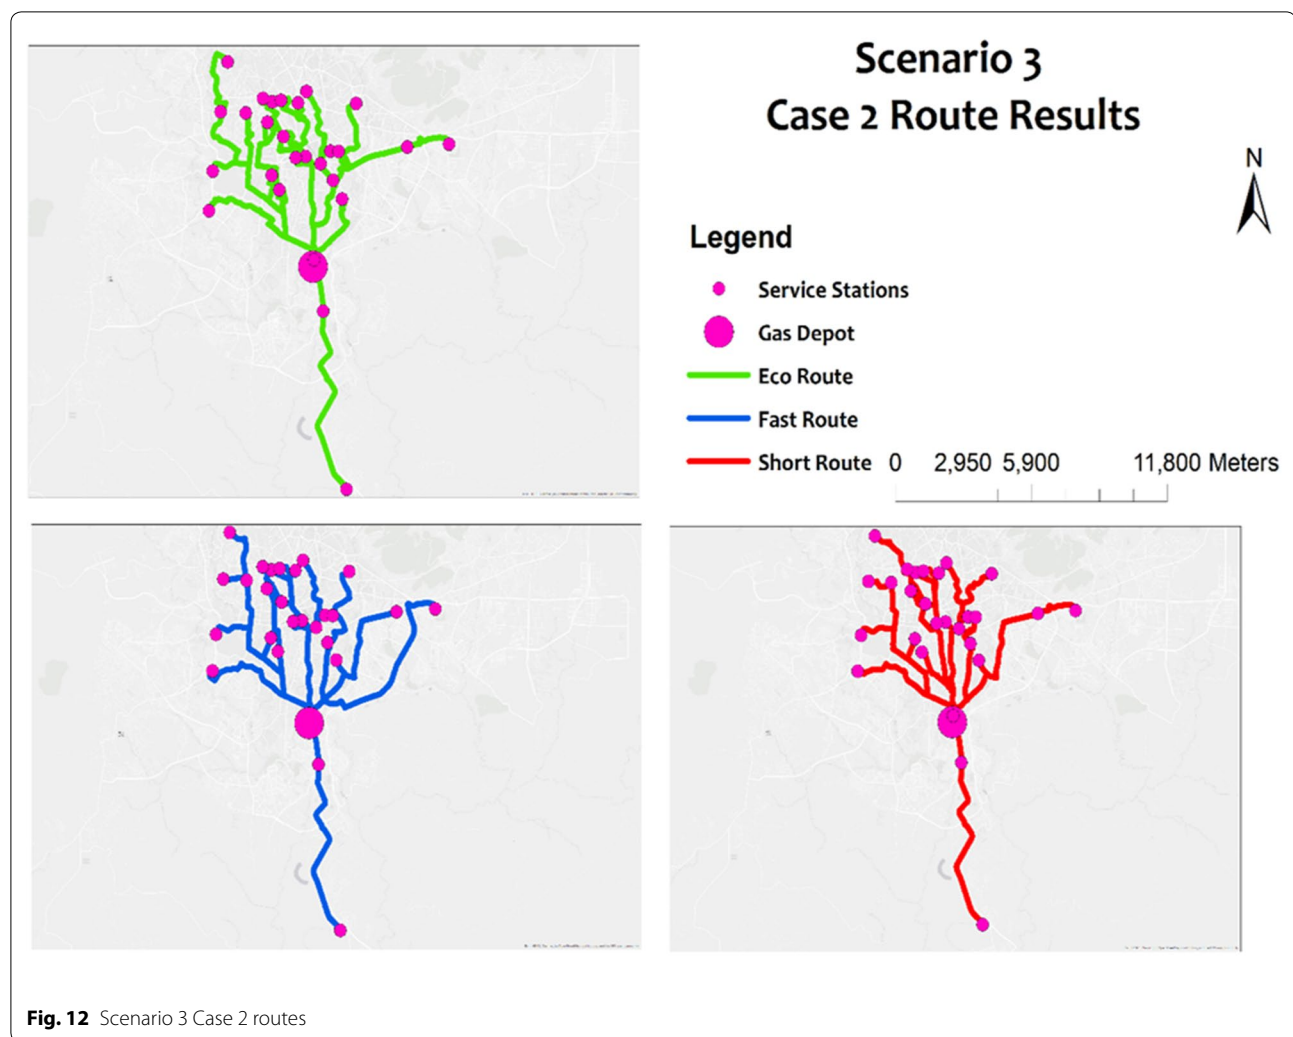 Scenario 3
Case 2 Route Results
N
Legend
Service Stations
Gas Depot
Eco Route
Fast Route
Short Route 0 2,950 5,900 11,800 Meters
Fig. 12 Scenario 3 Case 2 routes